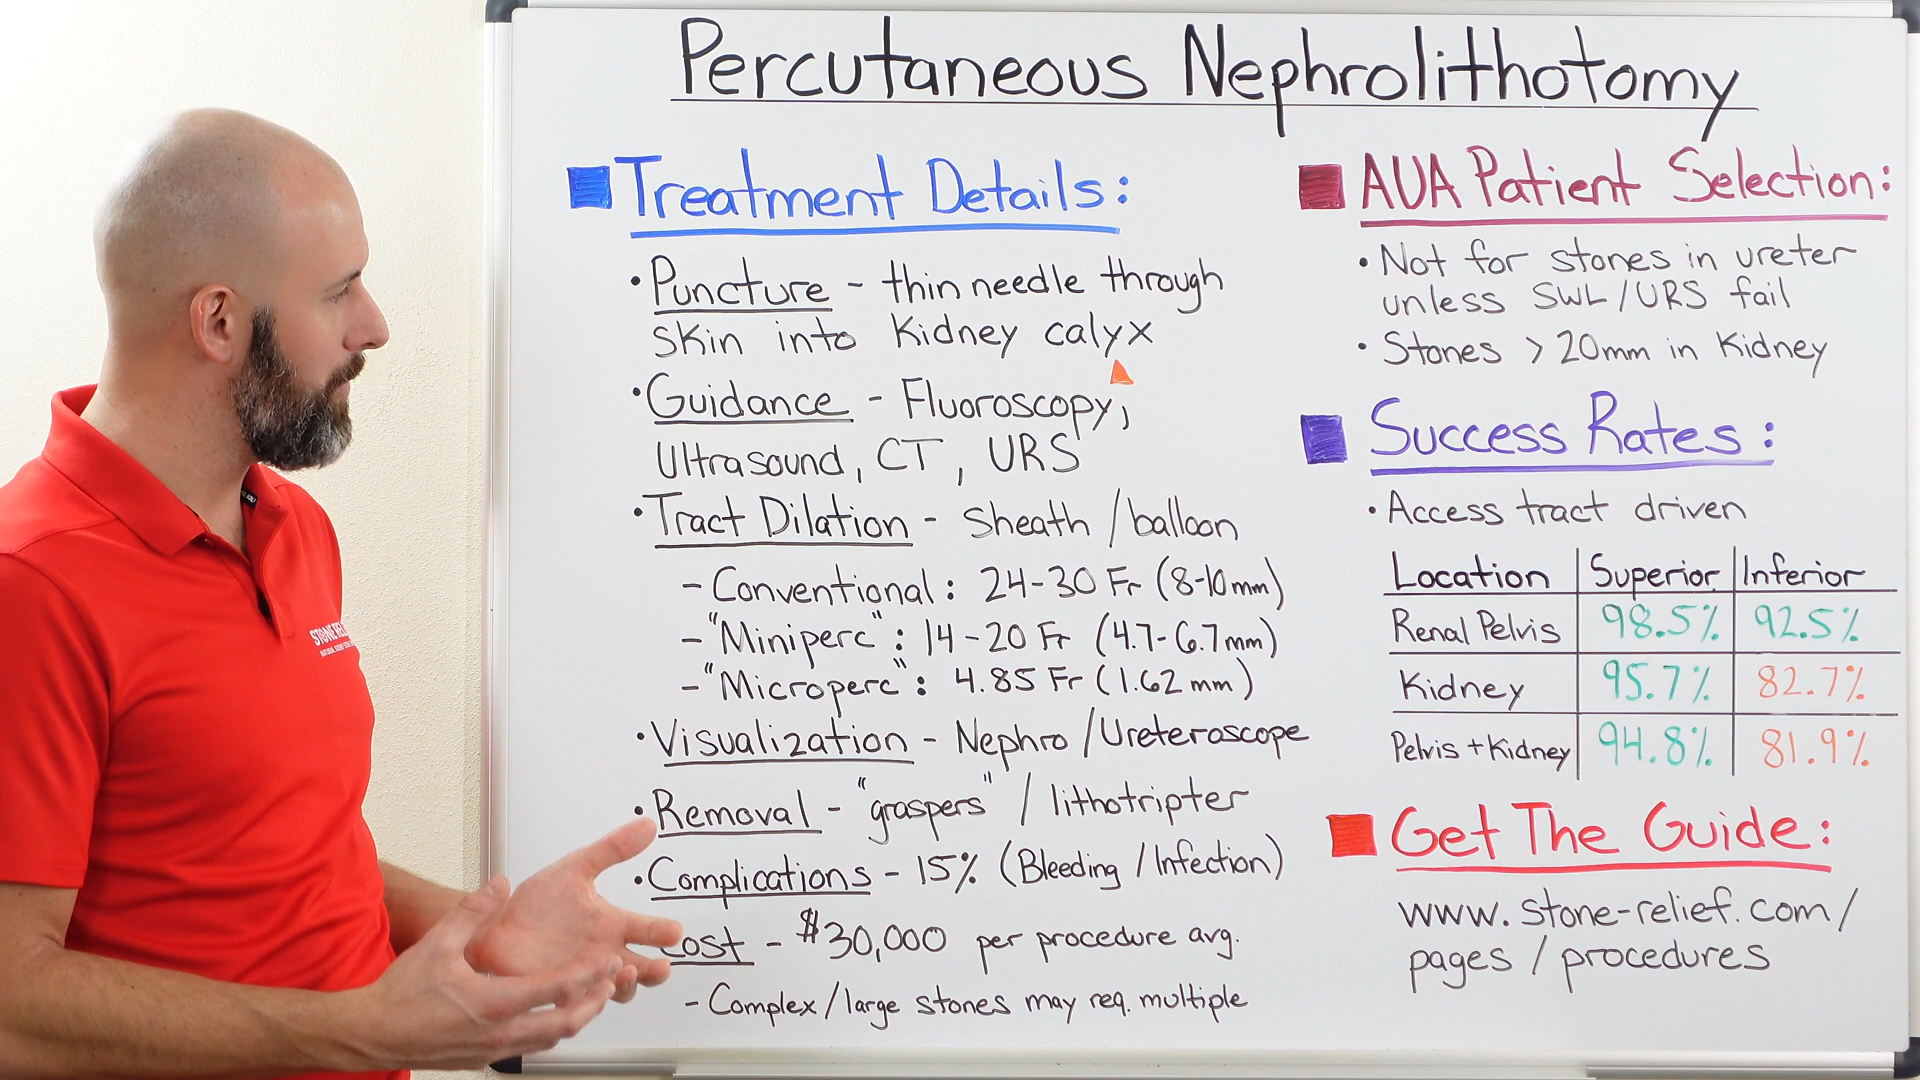 Percutaneous Nephrolithotomy
Treatment Details:
• Puncture - thin needle through
skin into Kidney calyx
• Guidance - Fluoroscopy,
Ultrasound, CT, URS
• Tract Dilation - Sheath / balloon
- Conventional: 24-30 Fr (8-10mm)
- "Miniperc": 14-20 Fr (4.7-6.7mm)
- "Microperc": 4.85 Fr (1.62 mm)
• Visualization - Nephro / Ureteroscope
• Removal - "graspers" / lithotripter
• Complications - 15% (Bleeding / Infection)
Cost - $30,000 per procedure avg.
- Complex / large stones may req. multiple
AUA Patient Selection:
• Not for stones in ureter
unless SWL / URS fail
• Stones > 20mm in Kidney
Success Rates:
• Access tract driven
Location Superior Inferior
Renal Pelvis 98.5% 92.5%
Kidney 95.7% 82.7%
Pelvis + Kidney 94.8% 81.9%
Get The Guide:
www.stone-relief.com/
pages/procedures
STONE